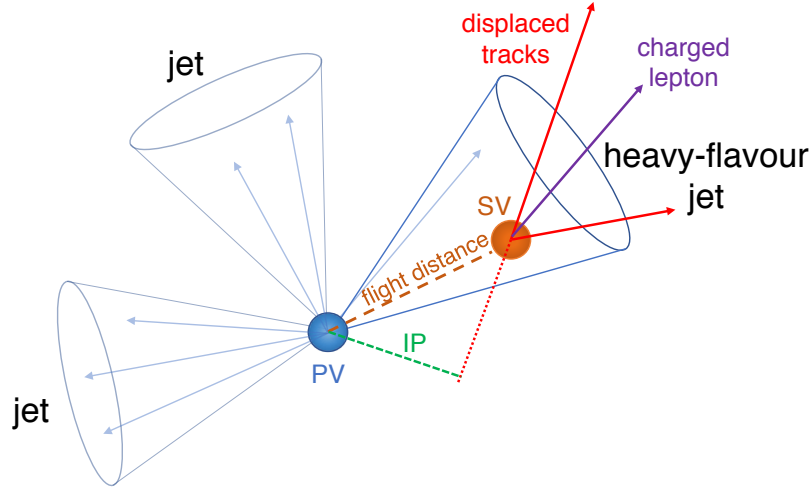 displaced
tracks
jet
charged
lepton
heavy-flavour
jet
SV
flight distance
IP
PV
jet